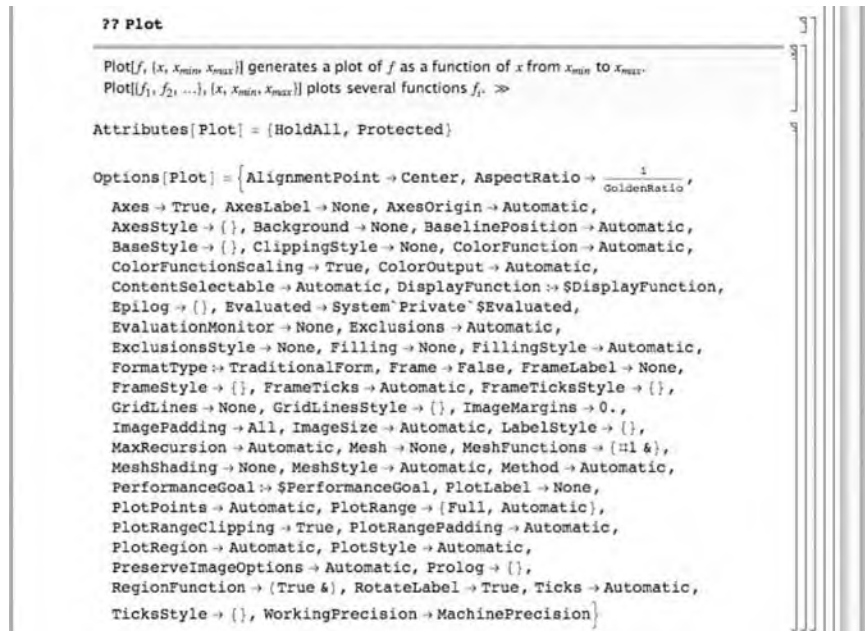 ?? Plot
Plot[f, {x, xmin, xmax}] generates a plot of f as a function of x from xmin to xmax.
Plot[{f1, f2, …}, {x, xmin, xmax}] plots several functions fi. ≫
Attributes[Plot] = {HoldAll, Protected}
Options[Plot] = {AlignmentPoint → Center, AspectRatio → 1/GoldenRatio,
Axes → True, AxesLabel → None, AxesOrigin → Automatic,
AxesStyle → {}, Background → None, BaselinePosition → Automatic,
BaseStyle → {}, ClippingStyle → None, ColorFunction → Automatic,
ColorFunctionScaling → True, ColorOutput → Automatic,
ContentSelectable → Automatic, DisplayFunction :→ $DisplayFunction,
Epilog → {}, Evaluated → System`Private`$Evaluated,
EvaluationMonitor → None, Exclusions → Automatic,
ExclusionsStyle → None, Filling → None, FillingStyle → Automatic,
FormatType :→ TraditionalForm, Frame → False, FrameLabel → None,
FrameStyle → {}, FrameTicks → Automatic, FrameTicksStyle → {},
GridLines → None, GridLinesStyle → {}, ImageMargins → 0.,
ImagePadding → All, ImageSize → Automatic, LabelStyle → {},
MaxRecursion → Automatic, Mesh → None, MeshFunctions → {#1 &},
MeshShading → None, MeshStyle → Automatic, Method → Automatic,
PerformanceGoal :→ $PerformanceGoal, PlotLabel → None,
PlotPoints → Automatic, PlotRange → {Full, Automatic},
PlotRangeClipping → True, PlotRangePadding → Automatic,
PlotRegion → Automatic, PlotStyle → Automatic,
PreserveImageOptions → Automatic, Prolog → {},
RegionFunction → (True &), RotateLabel → True, Ticks → Automatic,
TicksStyle → {}, WorkingPrecision → MachinePrecision}